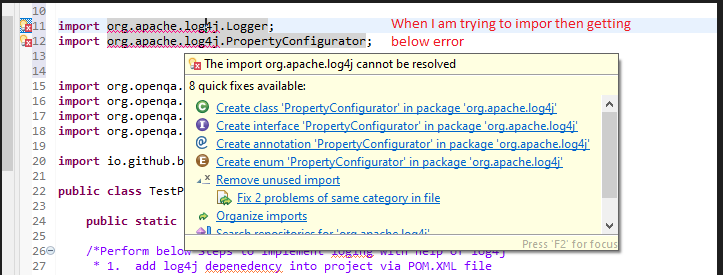 10
11 import org.apache.log4j.Logger;
When I am trying to impor then getting
below error
12 import org.apache.log4j.PropertyConfigurator;
13
14
The import org.apache.log4j cannot be resolved
8 quick fixes available:
Create class 'PropertyConfigurator' in package 'org.apache.log4j'
Create interface 'PropertyConfigurator' in package 'org.apache.log4j'
Create annotation 'PropertyConfigurator' in package 'org.apache.log4j'
Create enum 'PropertyConfigurator' in package 'org.apache.log4j'
Remove unused import
Fix 2 problems of same category in file
Organize imports
Search repositories for 'org.apache.log4j'
Press 'F2' for focus
15 import org.openqa.
16 import org.openqa.
17 import org.openqa.
18 import org.openqa.
19
20 import io.github.b
21
22 public class TestP
23
24 public static
25
26 /*Perform below Steps to implement loging with help of log4j
27 * 1. add log4j dependency into project via POM.XML file